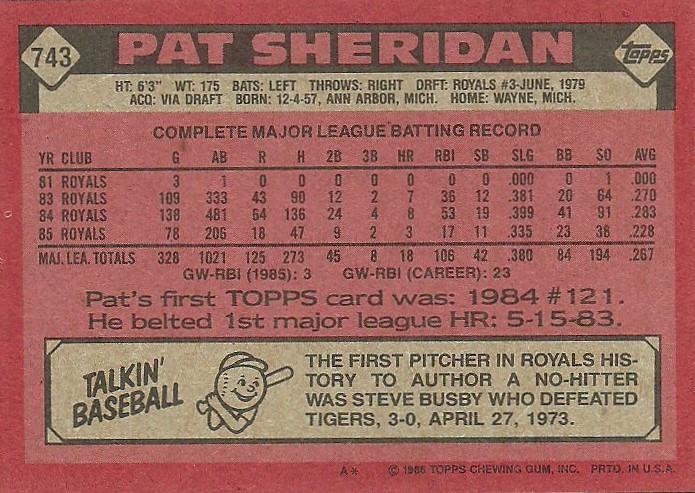 743 PAT SHERIDAN topps
HT: 6'3" WT: 175 BATS: LEFT THROWS: RIGHT DRFT: ROYALS #3-JUNE, 1979
ACQ: VIA DRAFT BORN: 12-4-57, ANN ARBOR, MICH. HOME: WAYNE, MICH.
COMPLETE MAJOR LEAGUE BATTING RECORD
YR CLUB G AB R H 2B 3B HR RBI SB SLG BB SO AVG
81 ROYALS 3 1 0 0 0 0 0 0 0 .000 0 1 .000
83 ROYALS 109 333 43 90 12 2 7 36 12 .381 20 64 .270
84 ROYALS 138 481 64 136 24 4 8 53 19 .399 41 91 .283
85 ROYALS 78 206 18 47 9 2 3 17 11 .335 23 38 .228
MAJ. LEA. TOTALS 328 1021 125 273 45 8 18 106 42 .380 84 194 .267
GW-RBI (1985): 3 GW-RBI (CAREER): 23
Pat's first TOPPS card was: 1984 #121.
He belted 1st major league HR: 5-15-83.
TALKIN' BASEBALL
THE FIRST PITCHER IN ROYALS HIS-
TORY TO AUTHOR A NO-HITTER
WAS STEVE BUSBY WHO DEFEATED
TIGERS, 3-0, APRIL 27, 1973.
A* © 1986 TOPPS CHEWING GUM, INC. PRTD. IN U.S.A.